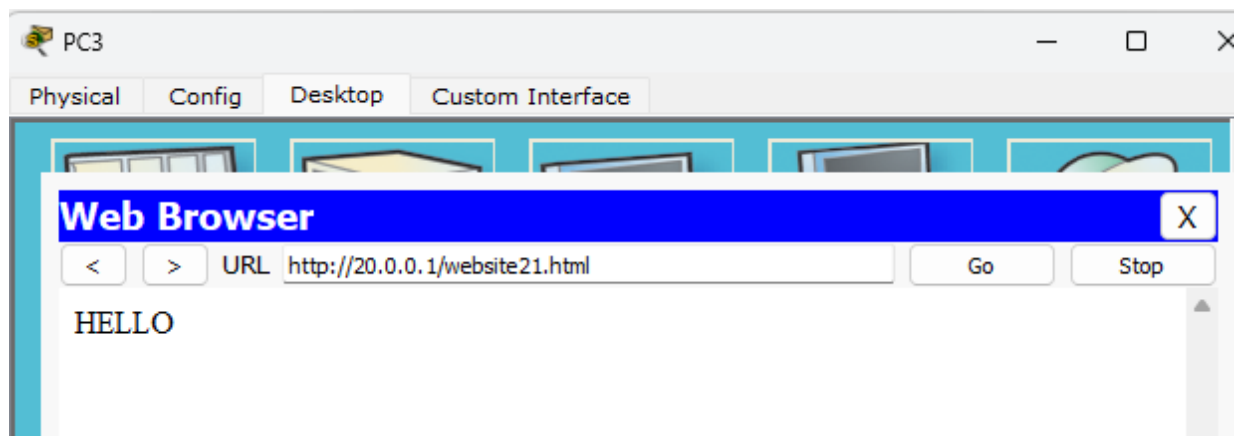 PC3
Physical Config Desktop Custom Interface
Web Browser X
< > URL http://20.0.0.1/website21.html Go Stop
HELLO